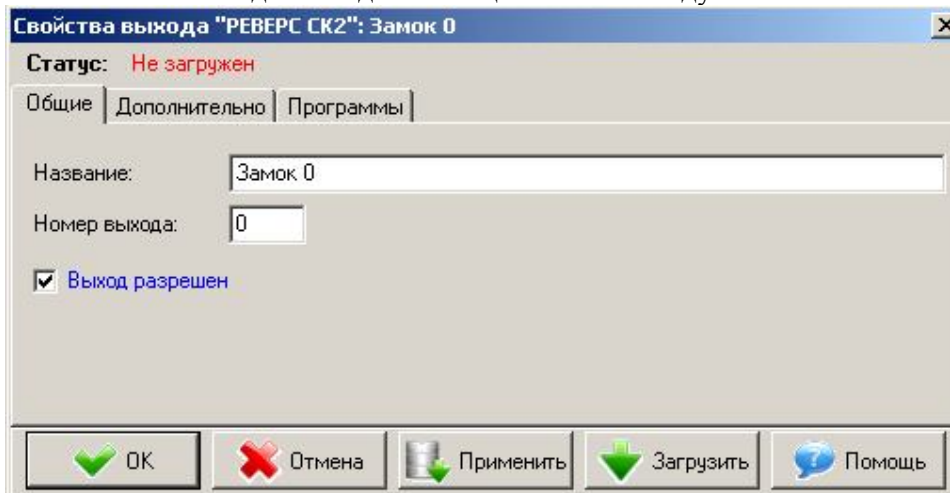 Свойства выхода "РЕВЕРС СК2": Замок 0
Статус: Не загружен
Общие Дополнительно Программы
Название: Замок 0
Номер выхода: 0
Выход разрешен
OK Отмена Применить Загрузить Помощь